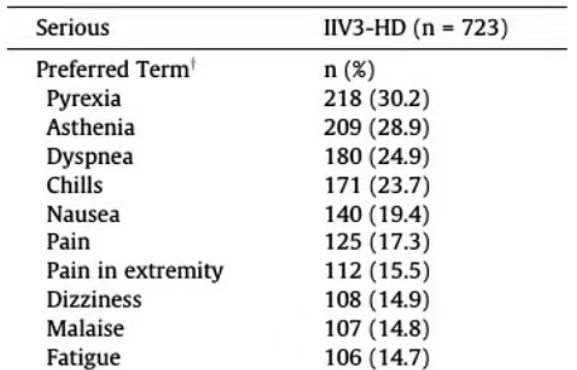 Serious IIV3-HD (n = 723)
Preferred Term† n (%)
Pyrexia 218 (30.2)
Asthenia 209 (28.9)
Dyspnea 180 (24.9)
Chills 171 (23.7)
Nausea 140 (19.4)
Pain 125 (17.3)
Pain in extremity 112 (15.5)
Dizziness 108 (14.9)
Malaise 107 (14.8)
Fatigue 106 (14.7)